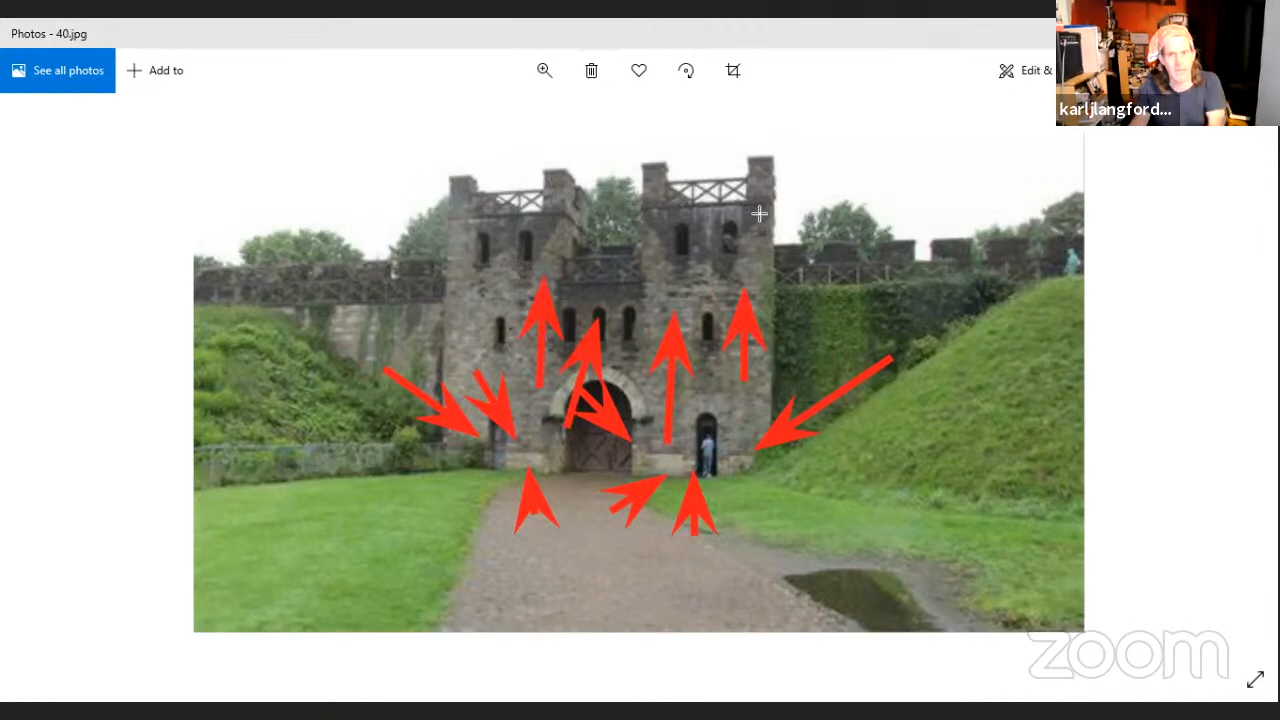 Photos - 40.jpg
See all photos
Add to
Edit &
karljlangford...
zoom